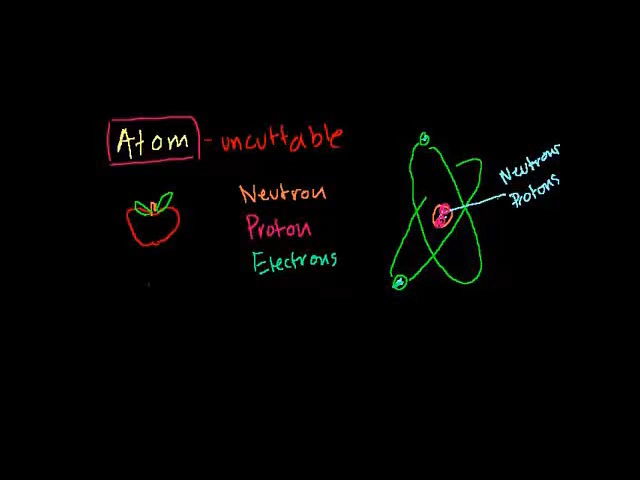 Atom - uncuttable
Neutron
Proton
Electrons
Neutrons
Protons